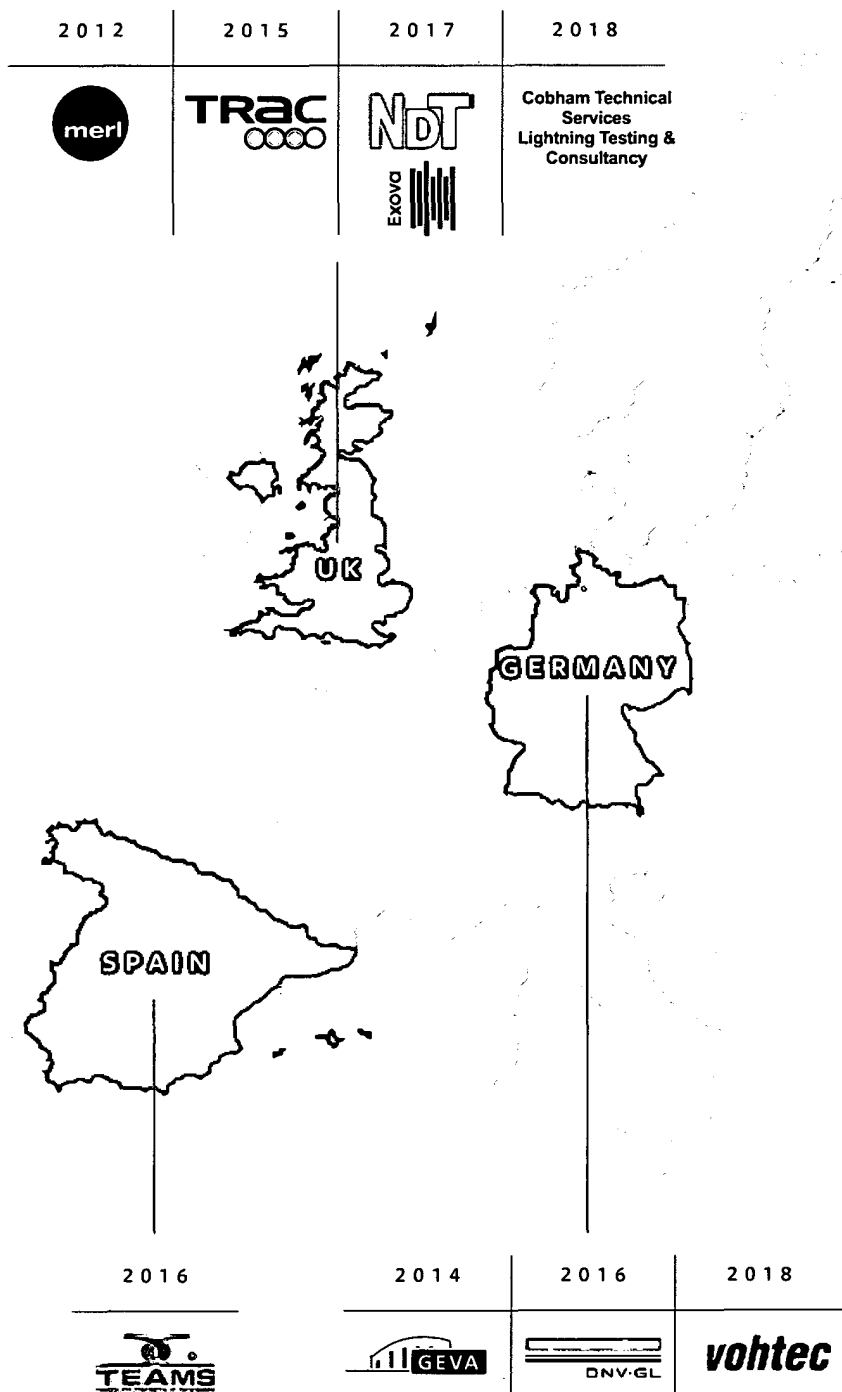 2012 2015 2017 2018
merl
TRaC
NDT
Exova
Cobham Technical
Services
Lightning Testing &
Consultancy
UK
GERMANY
SPAIN
2016 2014 2016 2018
TEAMS
GEVA
DNV·GL
vohtec